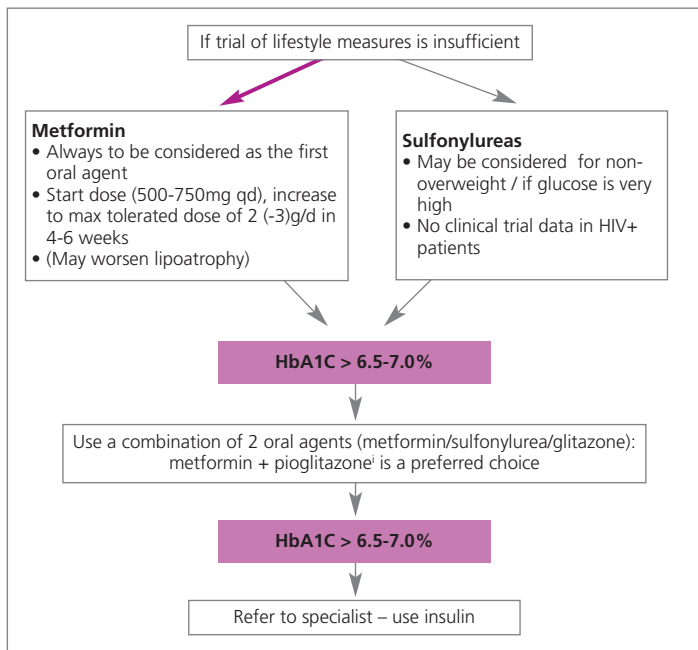 If trial of lifestyle measures is insufficient
Metformin
• Always to be considered as the first
oral agent
• Start dose (500-750mg qd), increase
to max tolerated dose of 2 (-3)g/d in
4-6 weeks
• (May worsen lipoatrophy)
Sulfonylureas
• May be considered for non-
overweight / if glucose is very
high
• No clinical trial data in HIV+
patients
HbA1C > 6.5-7.0%
Use a combination of 2 oral agents (metformin/sulfonylurea/glitazone):
metformin + pioglitazoneⁱ is a preferred choice
HbA1C > 6.5-7.0%
Refer to specialist – use insulin